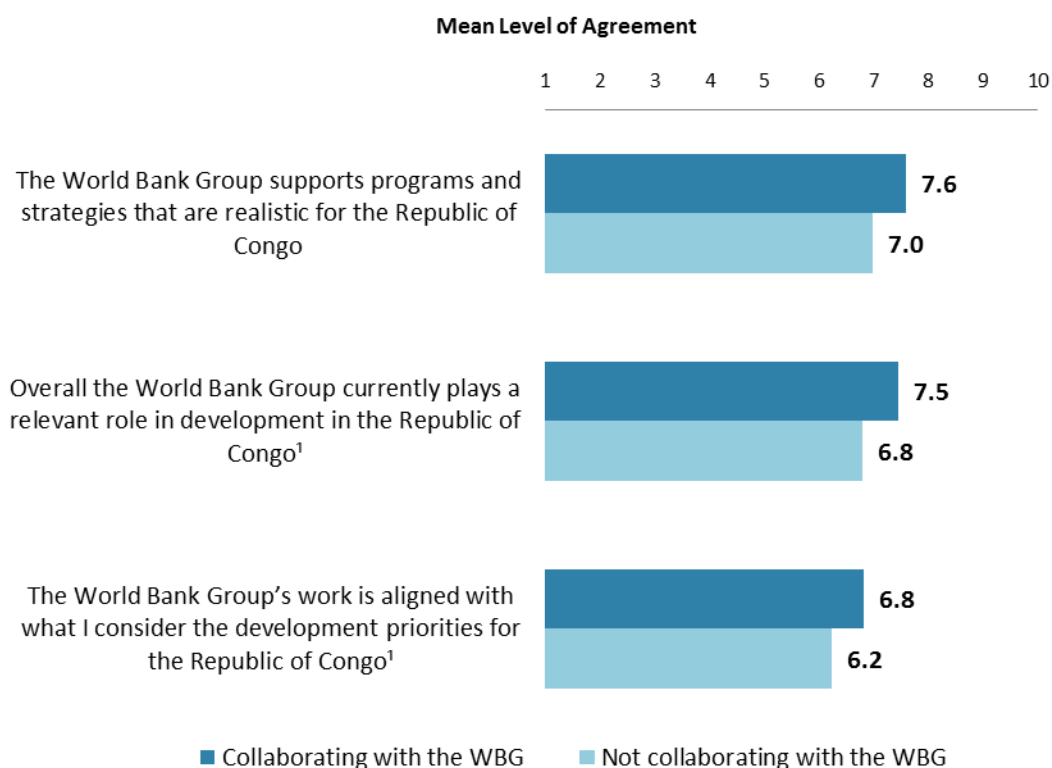 Mean Level of Agreement
1 2 3 4 5 6 7 8 9 10
The World Bank Group supports programs and
strategies that are realistic for the Republic of
Congo
7.6
7.0
Overall the World Bank Group currently plays a
relevant role in development in the Republic of
Congo¹
7.5
6.8
The World Bank Group’s work is aligned with
what I consider the development priorities for
the Republic of Congo¹
6.8
6.2
Collaborating with the WBG Not collaborating with the WBG